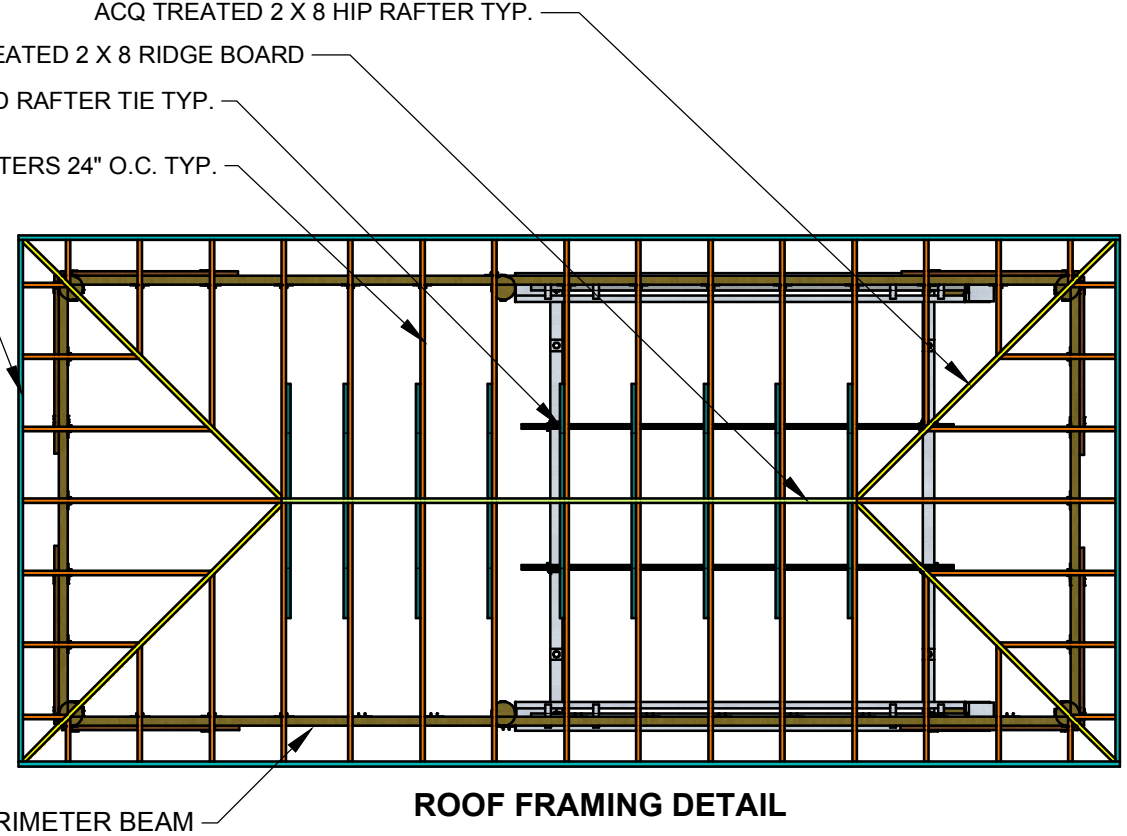 ACQ TREATED 2 X 8 HIP RAFTER TYP.
EATED 2 X 8 RIDGE BOARD
RAFTER TIE TYP.
TERS 24" O.C. TYP.
RIMETER BEAM
ROOF FRAMING DETAIL